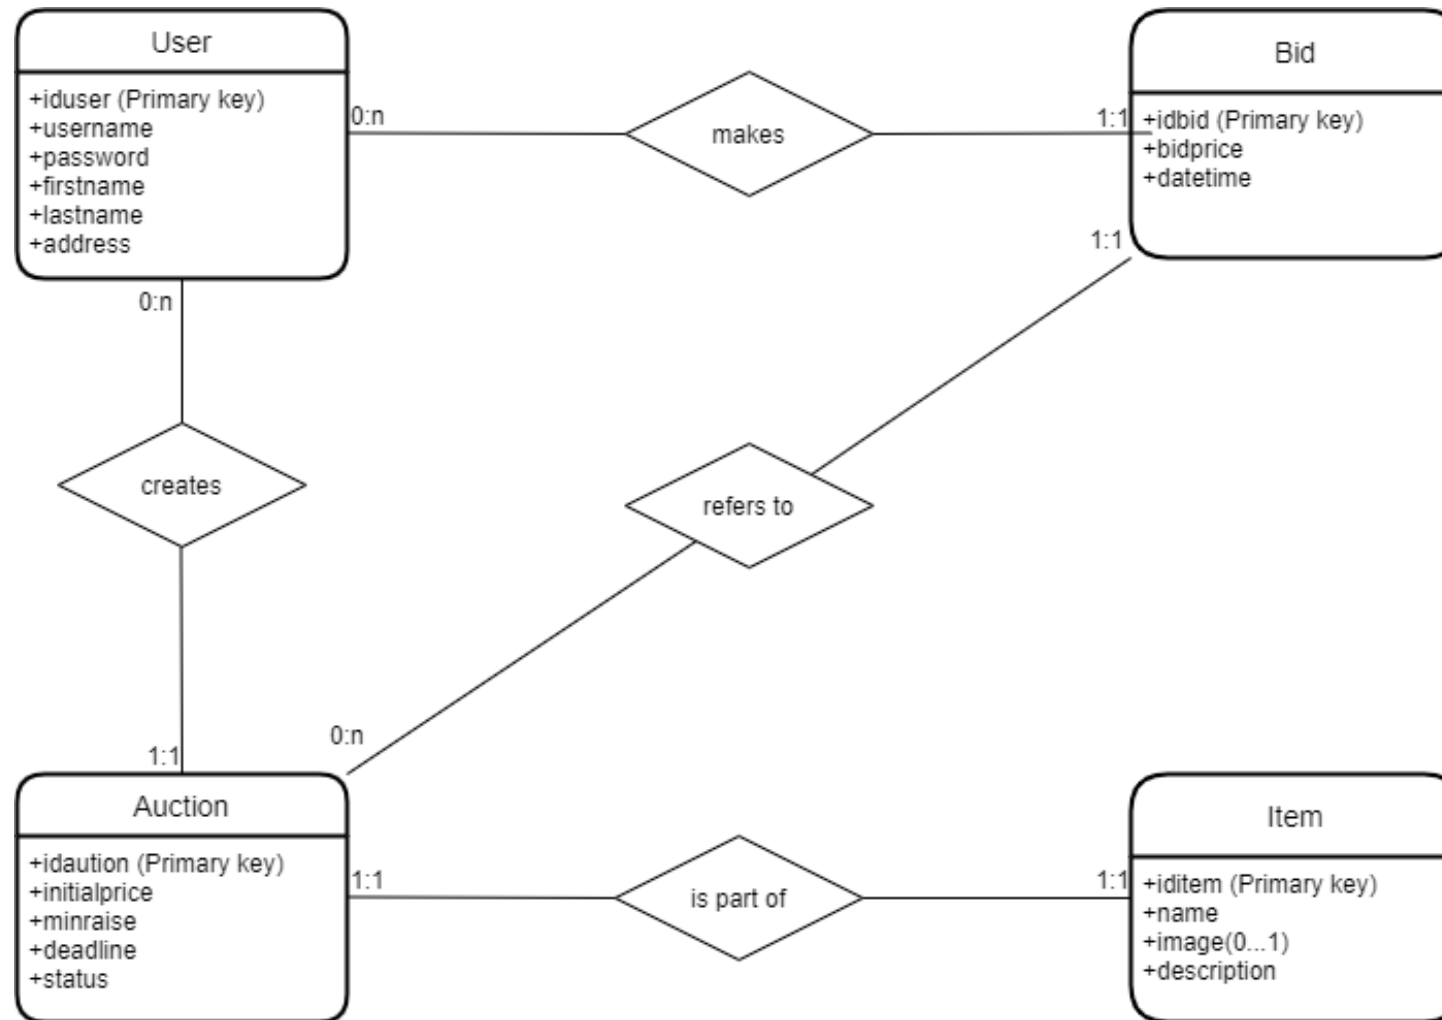 User
+iduser (Primary key)
+username
+password
+firstname
+lastname
+address
0:n
makes
1:1
Bid
+idbid (Primary key)
+bidprice
+datetime
1:1
0:n
creates
refers to
1:1
0:n
Auction
+idaution (Primary key)
+initialprice
+minraise
+deadline
+status
1:1
is part of
1:1
Item
+iditem (Primary key)
+name
+image(0...1)
+description